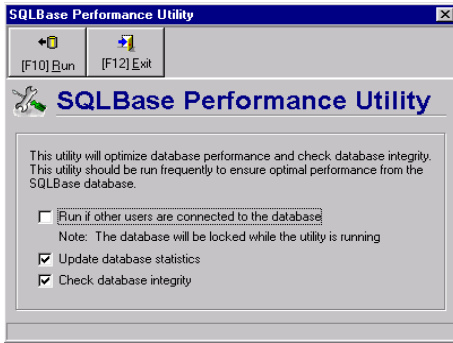 SQLBase Performance Utility
[F10] Run
[F12] Exit
SQLBase Performance Utility
This utility will optimize database performance and check database integrity.
This utility should be run frequently to ensure optimal performance from the
SQLBase database.
Run if other users are connected to the database
Note: The database will be locked while the utility is running
Update database statistics
Check database integrity